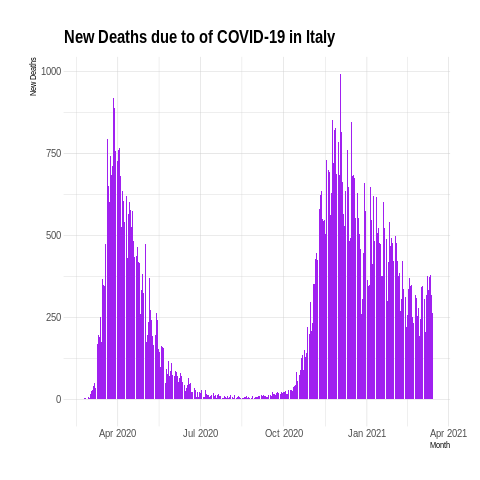 New Deaths due to of COVID-19 in Italy
New Deaths
1000
750
500
250
0
Apr 2020 Jul 2020 Oct 2020 Jan 2021 Apr 2021
Month